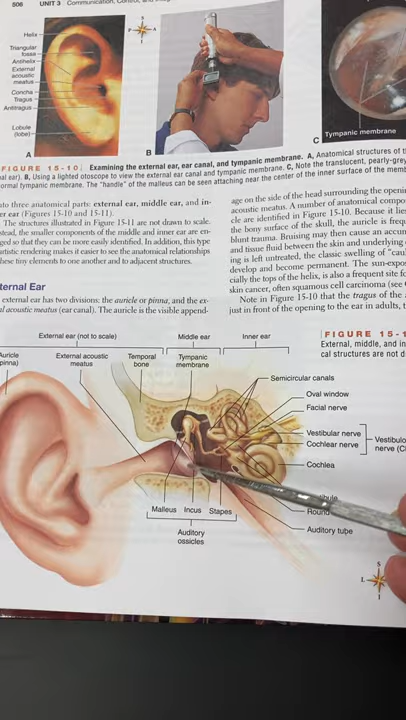 506 UNIT 3 Communication, Control, and
Helix
Triangular
fossa
Antihelix
External
acoustic
meatus
Concha
Tragus
Antitragus
Lobule
(lobe)
S
P
A
I
A
B
C
Tympanic membrane
FIGURE 15-10 Examining the external ear, ear canal, and tympanic membrane. A, Anatomical structures of
al ear). B, Using a lighted otoscope to view the external ear canal and tympanic membrane. C, Note the translucent, pearly-grey
ormal tympanic membrane. The "handle" of the malleus can be seen attaching near the center of the inner surface of the
into three anatomical parts: external ear, middle ear, and in-
er ear (Figures 15-10 and 15-11).
The structures illustrated in Figure 15-11 are not drawn to scale.
stead, the smaller components of the middle and inner ear are en-
ged so that they can be more easily identified. In addition, this type
artistic rendering makes it easier to see the anatomical relationships
hese tiny elements to one another and to adjacent structures.
ternal Ear
external ear has two divisions: the auricle or pinna, and the ex-
al acoustic meatus (ear canal). The auricle is the visible append-
age on the side of the head surrounding the
acoustic meatus. A number of anatomical
cle are identified in Figure 15-10. Because it
the bony surface of the skull, the auricle is
blunt trauma. Bruising may then cause an
and tissue fluid between the skin and underlying
ing is left untreated, the classic swelling of
develop and become permanent. The
cially the tops of the helix, is also a frequent site
skin cancer, often squamous cell carcinoma (see
Note in Figure 15-10 that the tragus of the
just in front of the opening to the ear in adults,
FIGURE 15-1
External, middle, and in
cal structures are not d
External ear (not to scale)
Middle ear
Inner ear
Auricle
(pinna)
External acoustic
meatus
Temporal
bone
Tympanic
membrane
Semicircular canals
Oval window
Facial nerve
Vestibular nerve
Cochlear nerve
Vestibulo
nerve
Cochlea
Round
Auditory tube
Malleus Incus Stapes
Auditory
ossicles
S
L
I